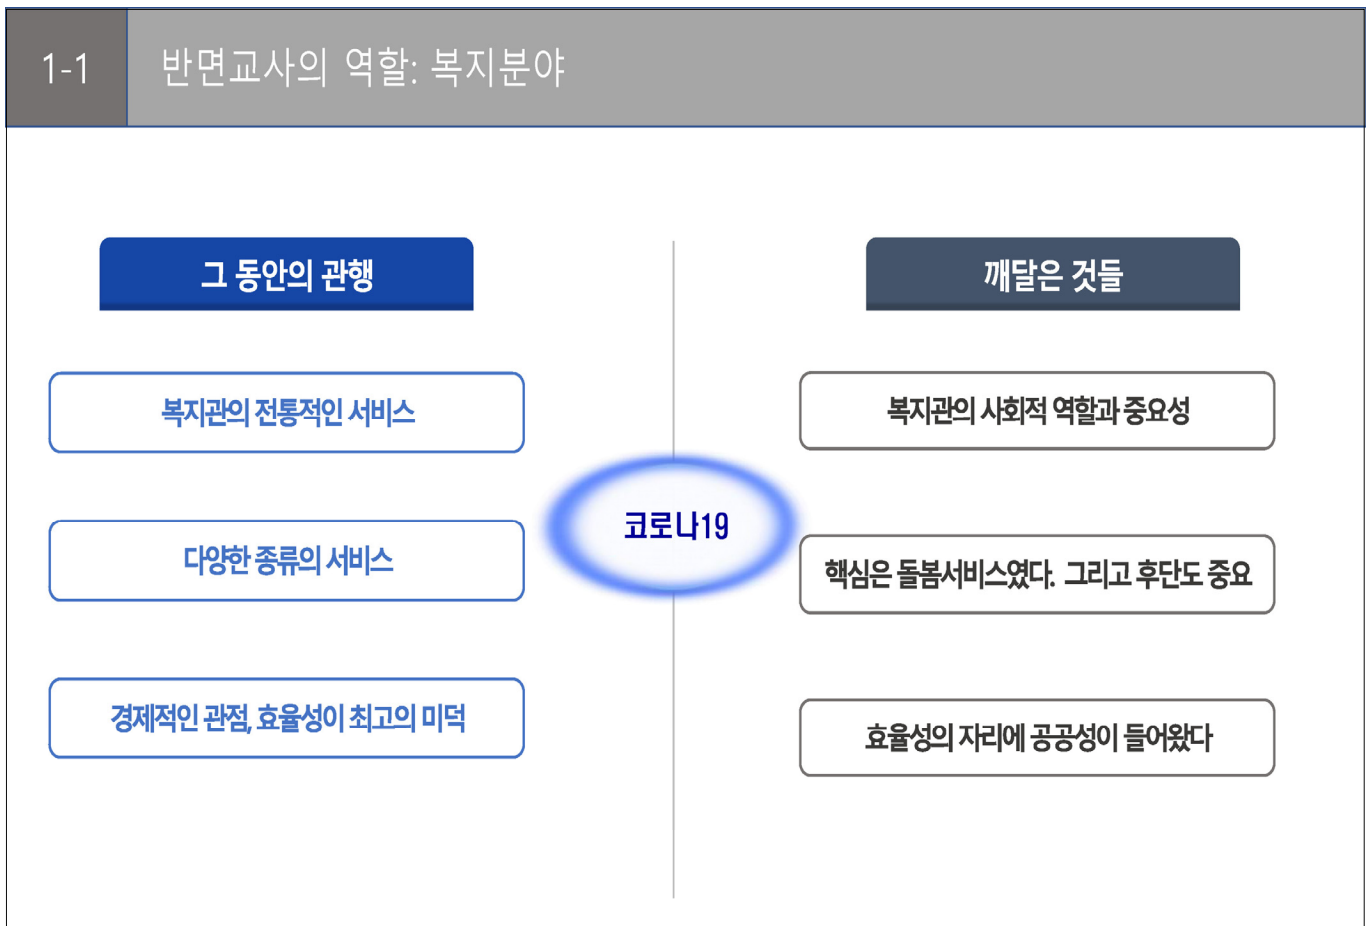 1-1
반면교사의 역할: 복지분야
그 동안의 관행
복지관의 전통적인 서비스
다양한 종류의 서비스
경제적인 관점, 효율성이 최고의 미덕
코로나19
깨달은 것들
복지관의 사회적 역할과 중요성
핵심은 돌봄서비스였다. 그리고 후단도 중요
효율성의 자리에 공공성이 들어왔다